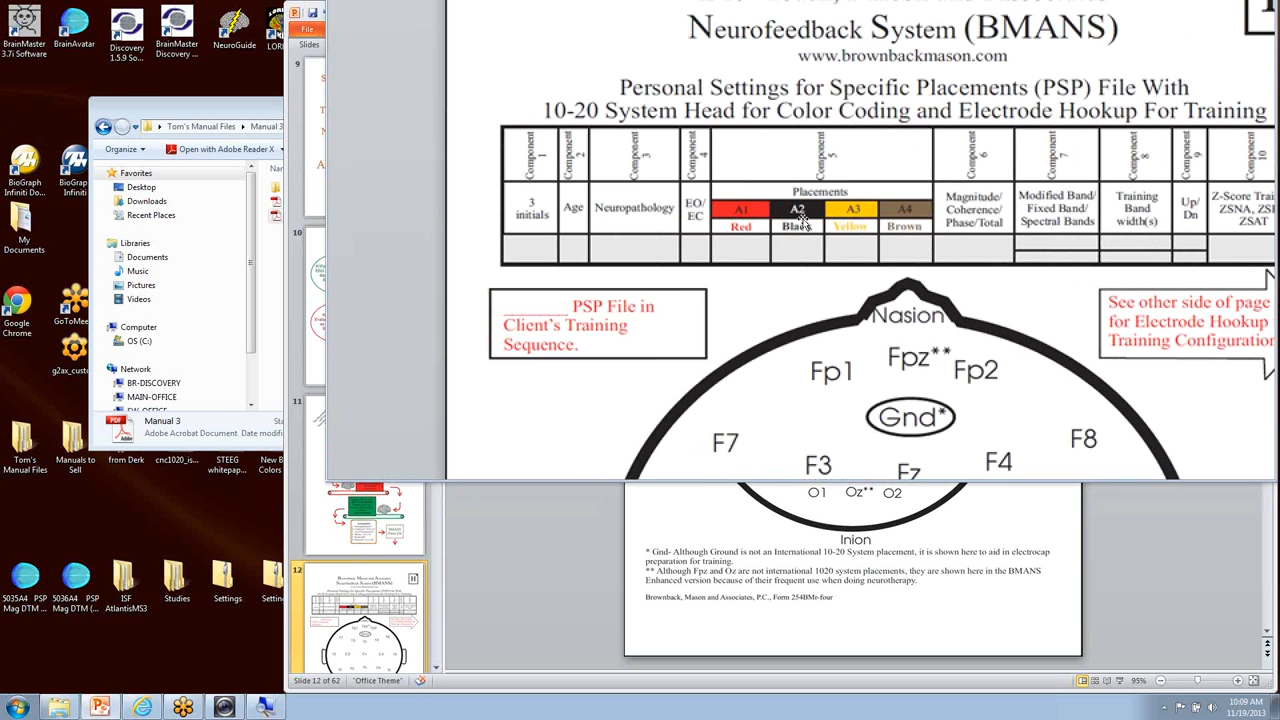 BrainMaster
3.7i Software
BrainAvatar
Discovery
1.5.9 So...
BrainMaster
Discovery ...
NeuroGuide
File
Slides
9
10
11
12
Tom's Manual Files
Manual 3
Organize
Open with Adobe Reader X
Favorites
Desktop
Downloads
Recent Places
Libraries
Documents
Music
Pictures
Videos
Computer
OS (C:)
Network
BR-DISCOVERY
MAIN-OFFICE
Manual 3
Adobe Acrobat Document
Date modifi
BioGraph
Infiniti Do...
BioGraph
Infiniti
My
Documents
Google
Chrome
GoToMee
g2ax_custo
Tom's
Manual Files
Manuals to
Sell
from Derk
cnc1020_is...
STEEG
whitepap...
New B
Colors
5035A4 PSP
Mag DTM ...
5036A4 PSP
Mag DTM (...
ISF
AtlantisMS3
Studies
Settings
Neurofeedback System (BMANS)
www.brownbackmason.com
Personal Settings for Specific Placements (PSP) File With
10-20 System Head for Color Coding and Electrode Hookup For Training
Component 1
Component 2
Component 3
Component 4
Component 5
Component 6
Component 7
Component 8
Component 9
Component 10
3 initials
Age
Neuropathology
EO/
EC
Placements
A1
A2
A3
A4
Red
Black
Yellow
Brown
Magnitude/
Coherence/
Phase/Total
Modified Band/
Fixed Band/
Spectral Bands
Training
Band
width(s)
Up/
Dn
Z-Score Trai
ZSNA, ZS
ZSAT
_______ PSP File in
Client's Training
Sequence.
See other side of page
for Electrode Hookup
Training Configuration
Nasion
Fp1
Fpz**
Fp2
Gnd*
F7
F3
Fz
F4
F8
O1
Oz**
O2
Inion
* Gnd- Although Ground is not an International 10-20 System placement, it is shown here to aid in electrocap
preparation for training.
** Although Fpz and Oz are not international 1020 system placements, they are shown here in the BMANS
Enhanced version because of their frequent use when doing neurotherapy.
Brownback, Mason and Associates, P.C., Form 254BMr-four
Slide 12 of 62
"Office Theme"
95%
10:09 AM
11/19/2013